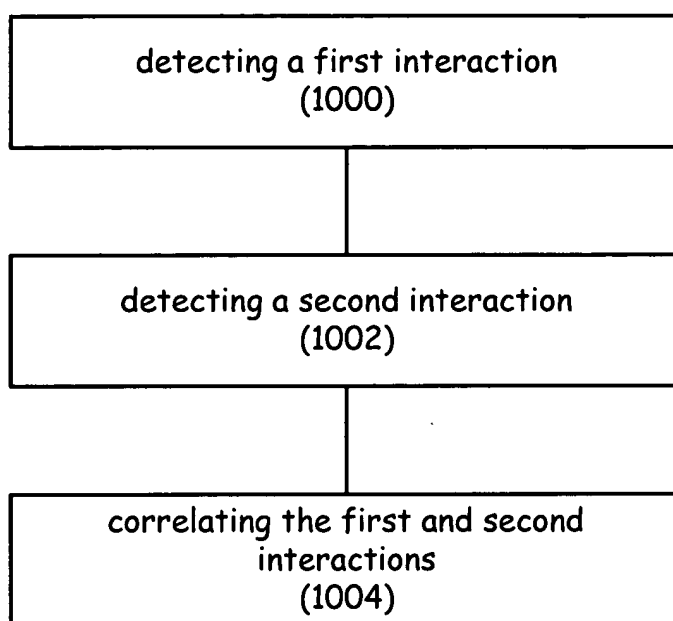 detecting a first interaction
(1000)
detecting a second interaction
(1002)
correlating the first and second
interactions
(1004)